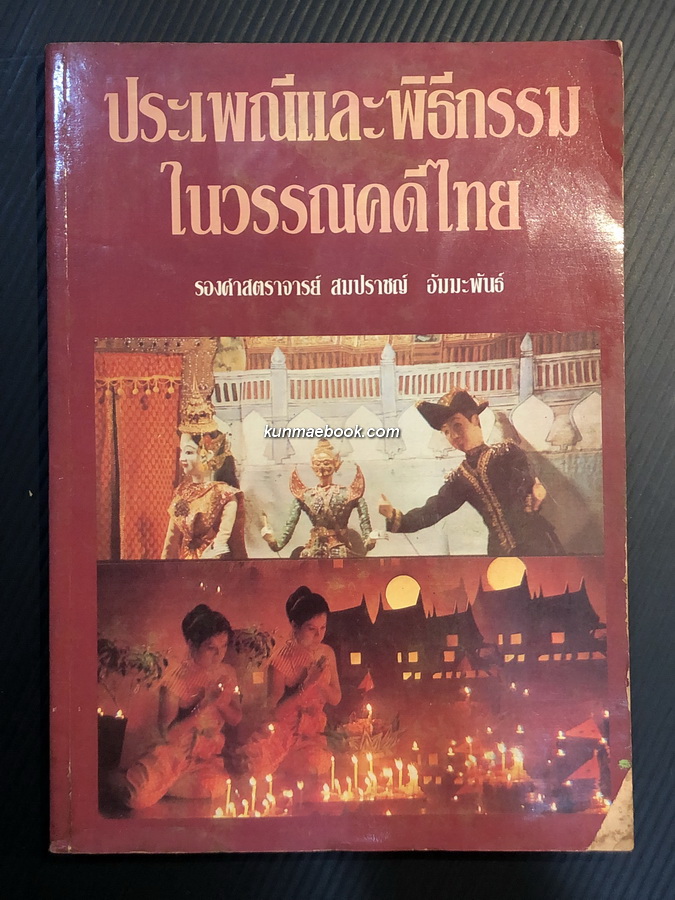 ประเพณีและพิธีกรรม
ในวรรณคดีไทย
รองศาสตราจารย์ สมปราชญ์ อัมมะพันธ์
kunmaebook.com